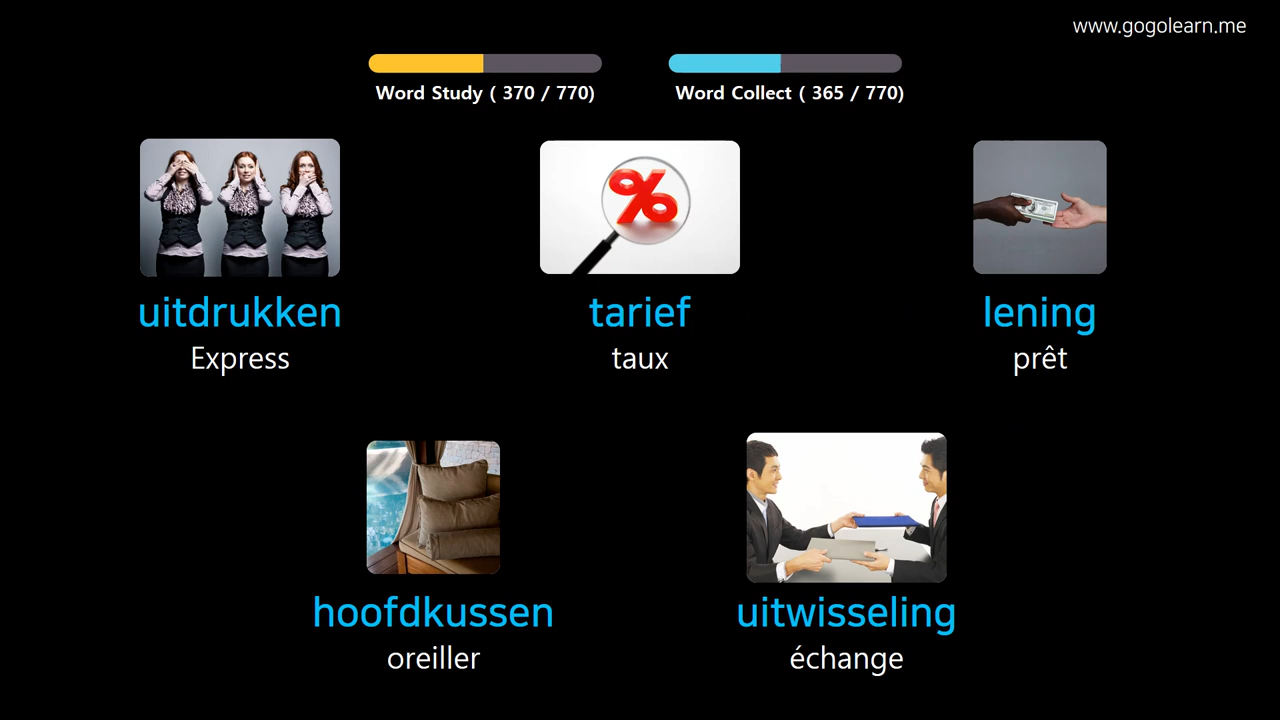 www.gogolearn.me
Word Study ( 370 / 770)
Word Collect ( 365 / 770)
uitdrukken
Express
tarief
taux
lening
prêt
hoofdkussen
oreiller
uitwisseling
échange